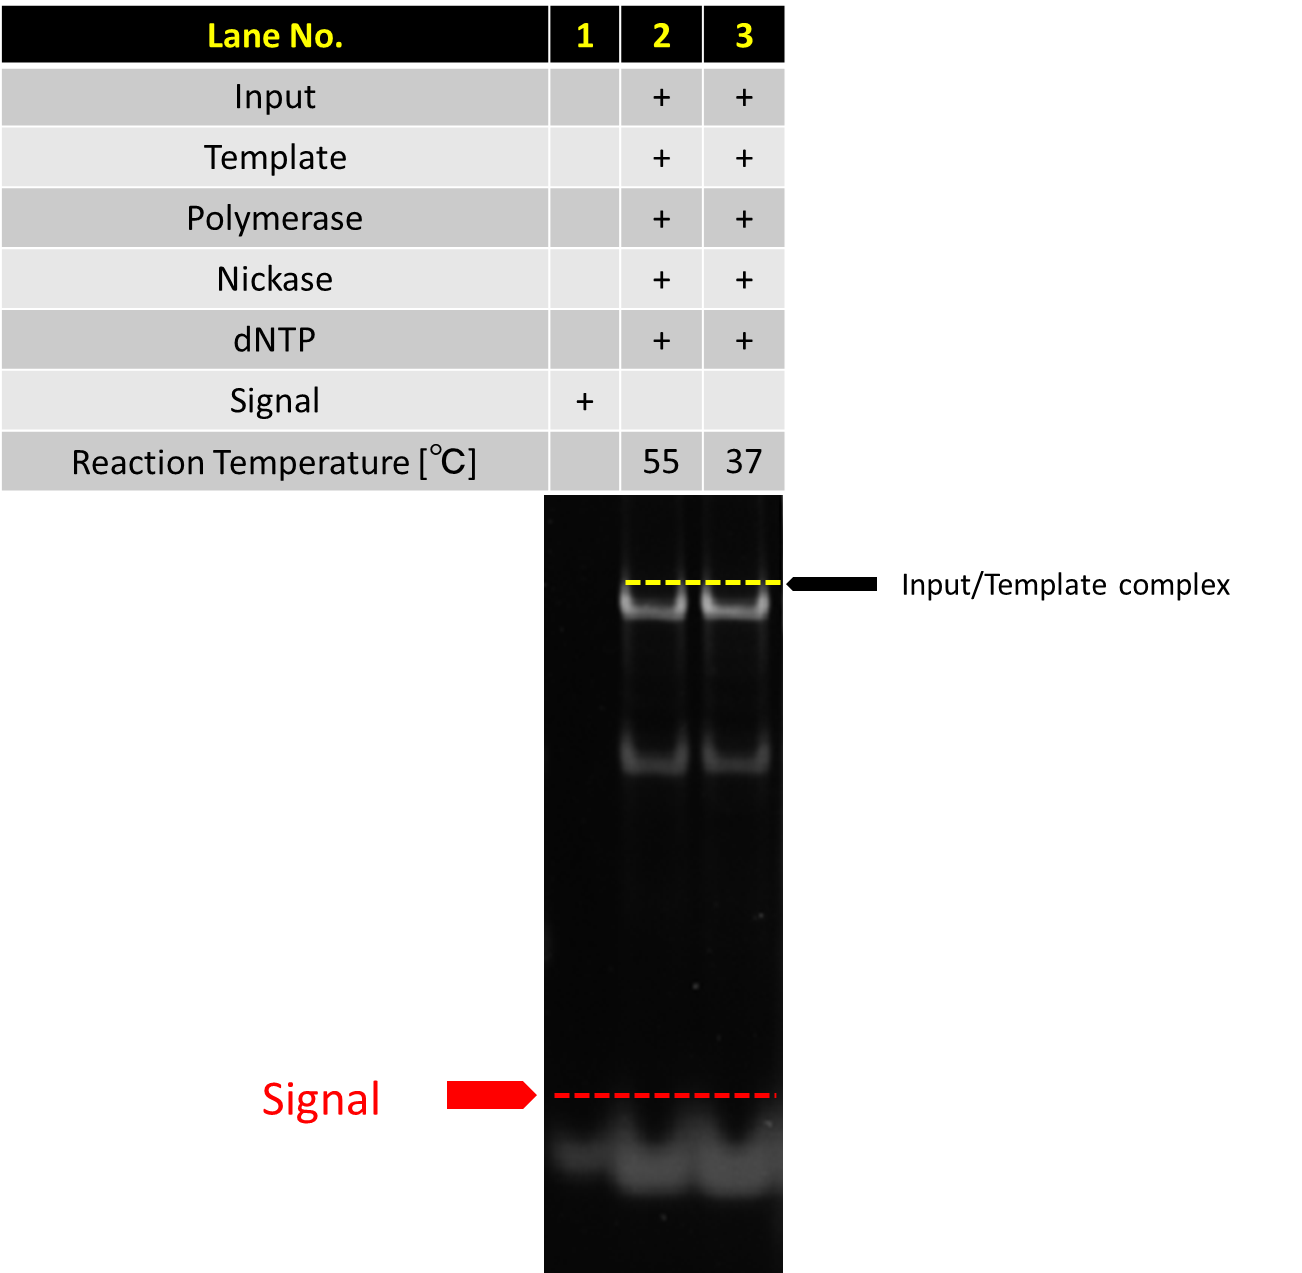 Lane No. 1 2 3
Input + +
Template + +
Polymerase + +
Nickase + +
dNTP + +
Signal +
Reaction Temperature [℃] 55 37
Input/Template complex
Signal